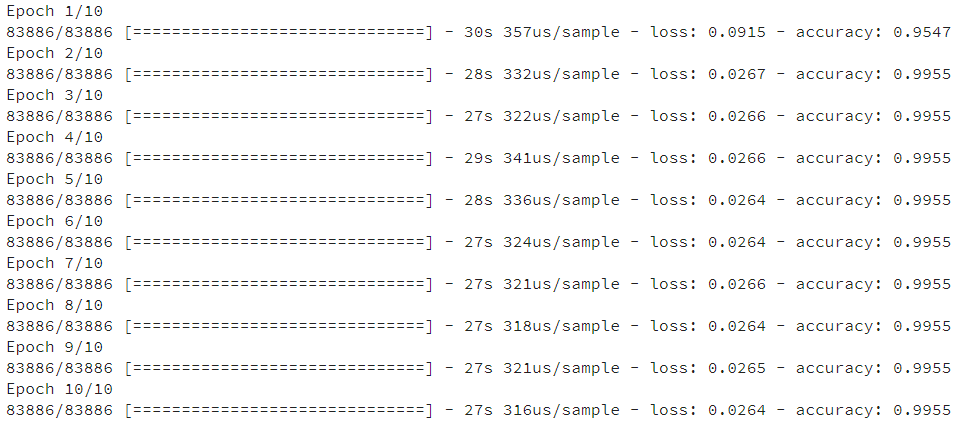 Epoch 1/10
83886/83886 [==============================] - 30s 357us/sample - loss: 0.0915 - accuracy: 0.9547
Epoch 2/10
83886/83886 [==============================] - 28s 332us/sample - loss: 0.0267 - accuracy: 0.9955
Epoch 3/10
83886/83886 [==============================] - 27s 322us/sample - loss: 0.0266 - accuracy: 0.9955
Epoch 4/10
83886/83886 [==============================] - 29s 341us/sample - loss: 0.0266 - accuracy: 0.9955
Epoch 5/10
83886/83886 [==============================] - 28s 336us/sample - loss: 0.0264 - accuracy: 0.9955
Epoch 6/10
83886/83886 [==============================] - 27s 324us/sample - loss: 0.0264 - accuracy: 0.9955
Epoch 7/10
83886/83886 [==============================] - 27s 321us/sample - loss: 0.0266 - accuracy: 0.9955
Epoch 8/10
83886/83886 [==============================] - 27s 318us/sample - loss: 0.0264 - accuracy: 0.9955
Epoch 9/10
83886/83886 [==============================] - 27s 321us/sample - loss: 0.0265 - accuracy: 0.9955
Epoch 10/10
83886/83886 [==============================] - 27s 316us/sample - loss: 0.0264 - accuracy: 0.9955